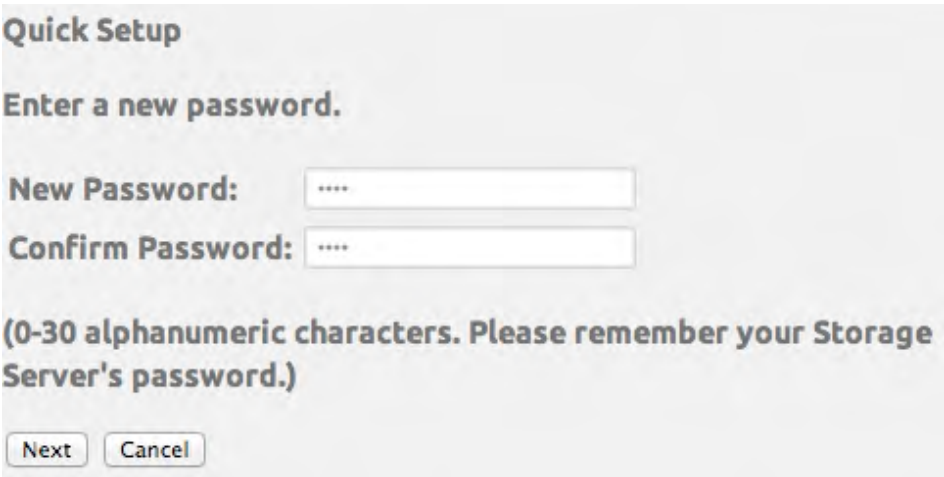 Quick Setup
Enter a new password.
New Password: ••••
Confirm Password: ••••
(0-30 alphanumeric characters. Please remember your Storage
Server's password.)
Next Cancel